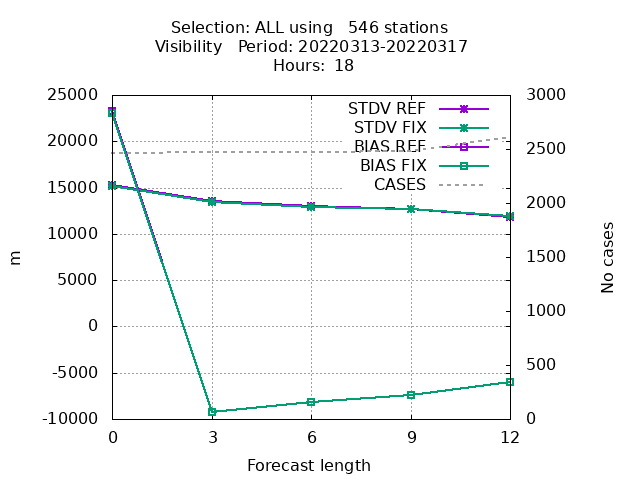 Selection: ALL using   546 stations
Visibility   Period: 20220313-20220317
Hours: 18
25000
20000
15000
10000
5000
0
-5000
-10000
3000
2500
2000
1500
1000
500
0
STDV REF
STDV FIX
BIAS REF
BIAS FIX
CASES
m
No cases
0 3 6 9 12
Forecast length